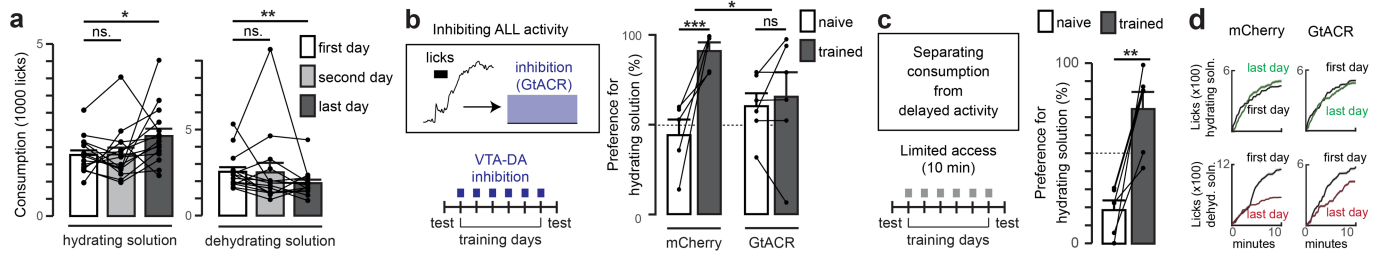 a
*
ns.
**
ns.
first day
second day
last day
Consumption (1000 licks)
5
0
5
0
hydrating solution
dehydrating solution
b
Inhibiting ALL activity
licks
inhibition
(GtACR)
VTA-DA
inhibition
test
test
training days
*
***
ns
naive
trained
Preference for
hydrating solution (%)
100
0
mCherry
GtACR
c
Separating
consumption
from
delayed activity
Limited access
(10 min)
test
test
training days
naive
trained
**
Preference for
hydrating solution (%)
100
0
d
mCherry
GtACR
Licks (x100)
hydrating soln.
6
last day
first day
6
first day
last day
Licks (x100)
dehyd. soln.
12
first day
last day
0
10
minutes
6
first day
last day
0
10
minutes